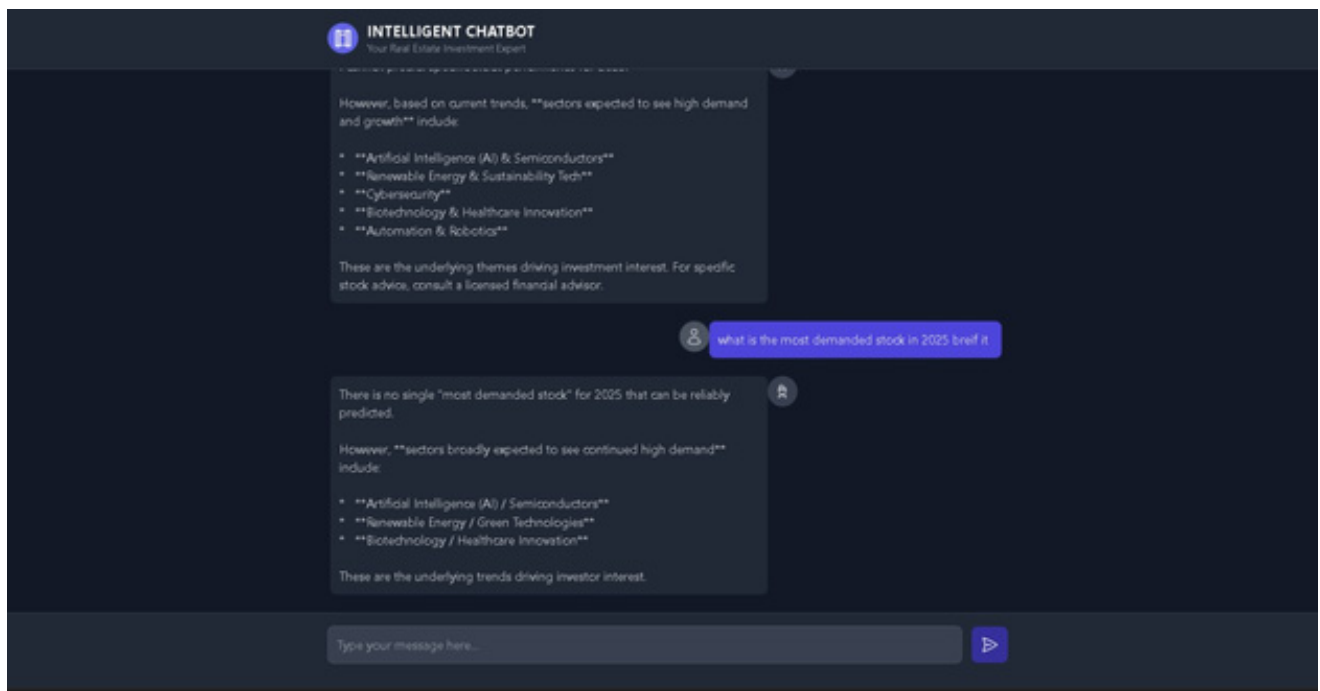 INTELLIGENT CHATBOT
Your Real Estate Investment Expert
However, based on current trends, **sectors expected to see high demand
and growth** include:
* **Artificial Intelligence (AI) & Semiconductors**
* **Renewable Energy & Sustainability Tech**
* **Cybersecurity**
* **Biotechnology & Healthcare Innovation**
* **Automation & Robotics**
These are the underlying themes driving investment interest. For specific
stock advice, consult a licensed financial advisor.
what is the most demanded stock in 2025 breif it
There is no single "most demanded stock" for 2025 that can be reliably
predicted.
However, **sectors broadly expected to see continued high demand**
include:
* **Artificial Intelligence (AI) / Semiconductors**
* **Renewable Energy / Green Technologies**
* **Biotechnology / Healthcare Innovation**
These are the underlying trends driving investor interest.
Type your message here...